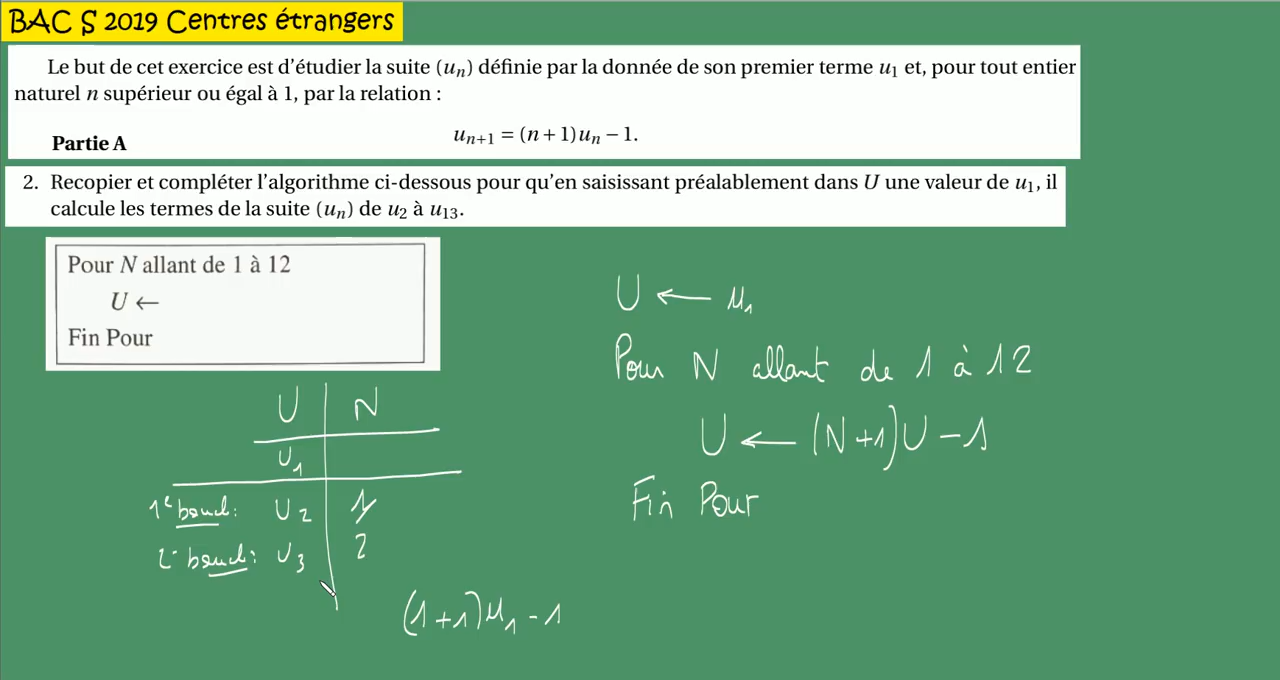 BAC S 2019 Centres étrangers
Le but de cet exercice est d'étudier la suite (uₙ) définie par la donnée de son premier terme u₁ et, pour tout entier
naturel n supérieur ou égal à 1, par la relation :
uₙ₊₁ = (n+1)uₙ − 1.
Partie A
2. Recopier et compléter l'algorithme ci-dessous pour qu'en saisissant préalablement dans U une valeur de u₁, il
calcule les termes de la suite (uₙ) de u₂ à u₁₃.
Pour N allant de 1 à 12
U ←
Fin Pour
U ← u₁
Pour N allant de 1 à 12
U ← (N+1)U − 1
Fin Pour
U N
U₁
1e boucl: U₂ 1
2e boucl: U₃ 2
(1+1)u₁ − 1